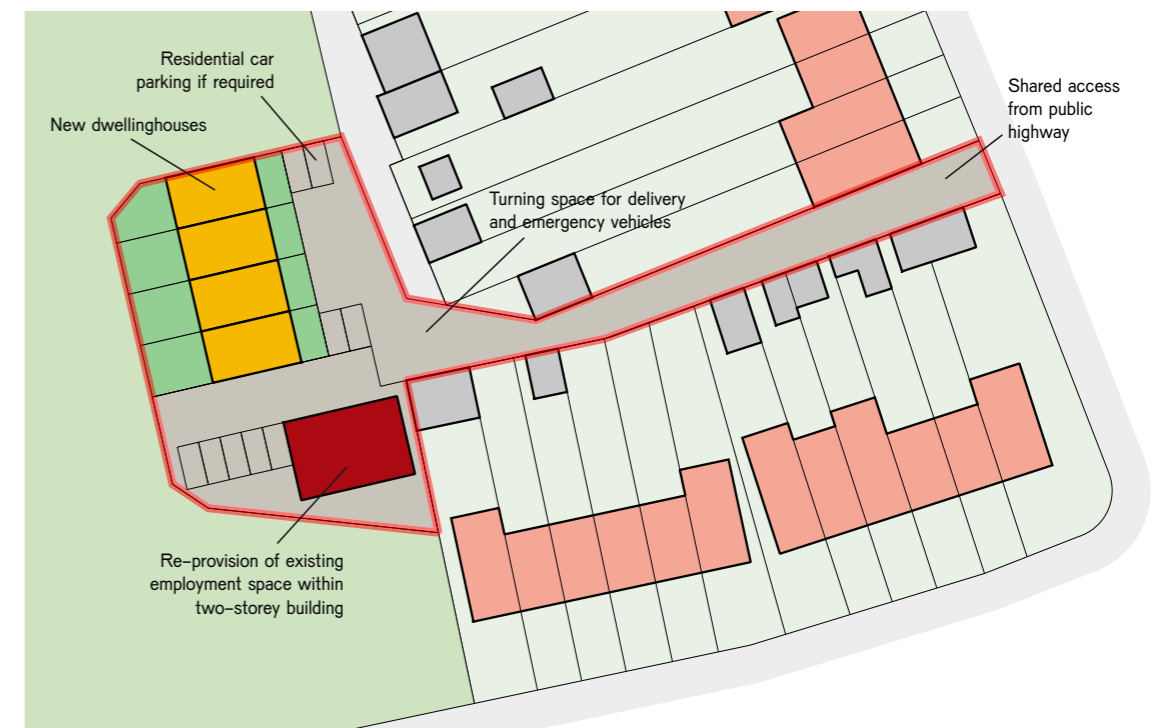 Residential car
parking if required
New dwellinghouses
Shared access
from public
highway
Turning space for delivery
and emergency vehicles
Re-provision of existing
employment space within
two-storey building